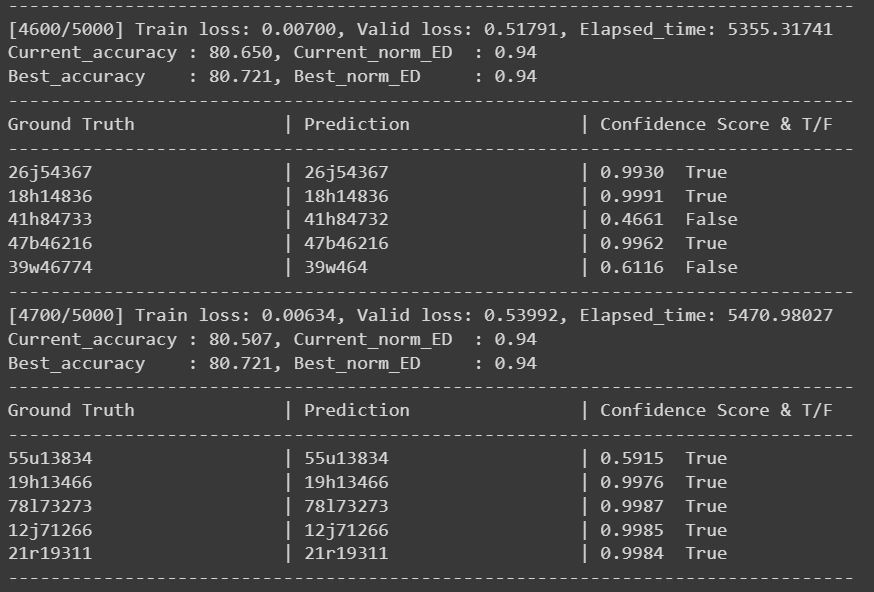 --------------------------------------------------------------------------------
[4600/5000] Train loss: 0.00700, Valid loss: 0.51791, Elapsed_time: 5355.31741
Current_accuracy : 80.650, Current_norm_ED  : 0.94
Best_accuracy    : 80.721, Best_norm_ED     : 0.94
--------------------------------------------------------------------------------
Ground Truth              | Prediction                | Confidence Score & T/F
--------------------------------------------------------------------------------
26j54367                  | 26j54367                  | 0.9930  True
18h14836                  | 18h14836                  | 0.9991  True
41h84733                  | 41h84732                  | 0.4661  False
47b46216                  | 47b46216                  | 0.9962  True
39w46774                  | 39w464                    | 0.6116  False
--------------------------------------------------------------------------------
[4700/5000] Train loss: 0.00634, Valid loss: 0.53992, Elapsed_time: 5470.98027
Current_accuracy : 80.507, Current_norm_ED  : 0.94
Best_accuracy    : 80.721, Best_norm_ED     : 0.94
--------------------------------------------------------------------------------
Ground Truth              | Prediction                | Confidence Score & T/F
--------------------------------------------------------------------------------
55u13834                  | 55u13834                  | 0.5915  True
19h13466                  | 19h13466                  | 0.9976  True
78l73273                  | 78l73273                  | 0.9987  True
12j71266                  | 12j71266                  | 0.9985  True
21r19311                  | 21r19311                  | 0.9984  True
--------------------------------------------------------------------------------